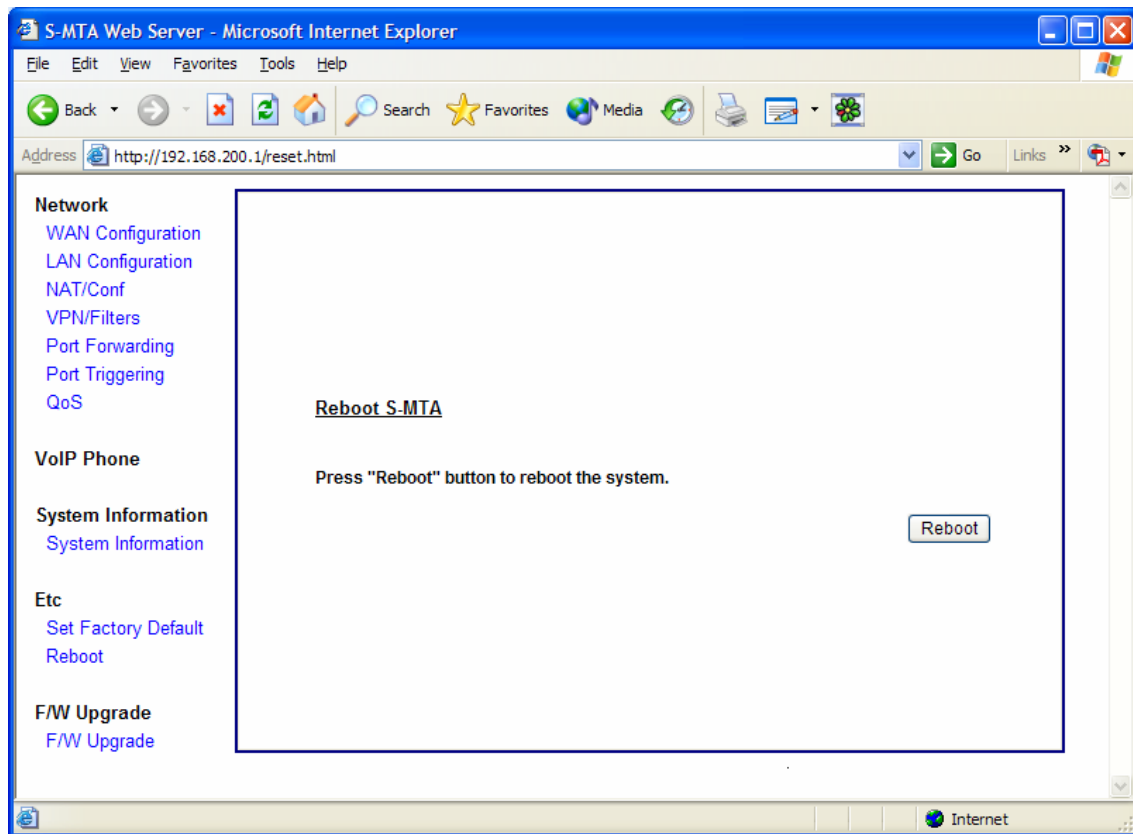 S-MTA Web Server - Microsoft Internet Explorer
File Edit View Favorites Tools Help
Back Search Favorites Media
Address http://192.168.200.1/reset.html Go Links »
Network
WAN Configuration
LAN Configuration
NAT/Conf
VPN/Filters
Port Forwarding
Port Triggering
QoS
VoIP Phone
System Information
System Information
Etc
Set Factory Default
Reboot
F/W Upgrade
F/W Upgrade
Reboot S-MTA
Press "Reboot" button to reboot the system.
Reboot
Internet